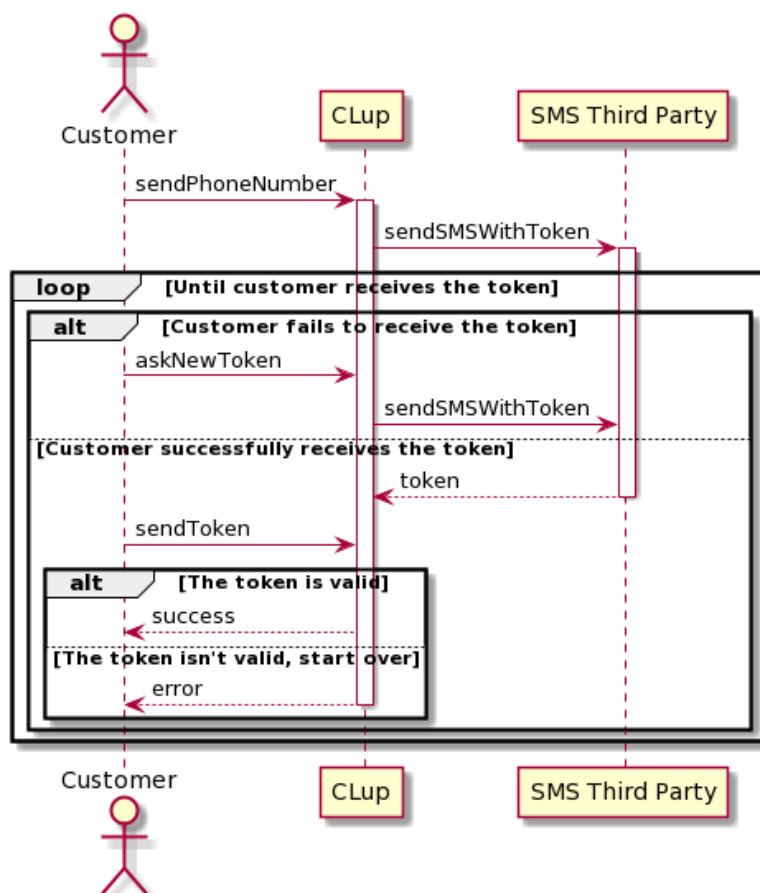 Customer
CLup
SMS Third Party
sendPhoneNumber
sendSMSWithToken
loop [Until customer receives the token]
alt [Customer fails to receive the token]
askNewToken
sendSMSWithToken
[Customer successfully receives the token]
token
sendToken
alt [The token is valid]
success
[The token isn't valid, start over]
error
Customer
CLup
SMS Third Party